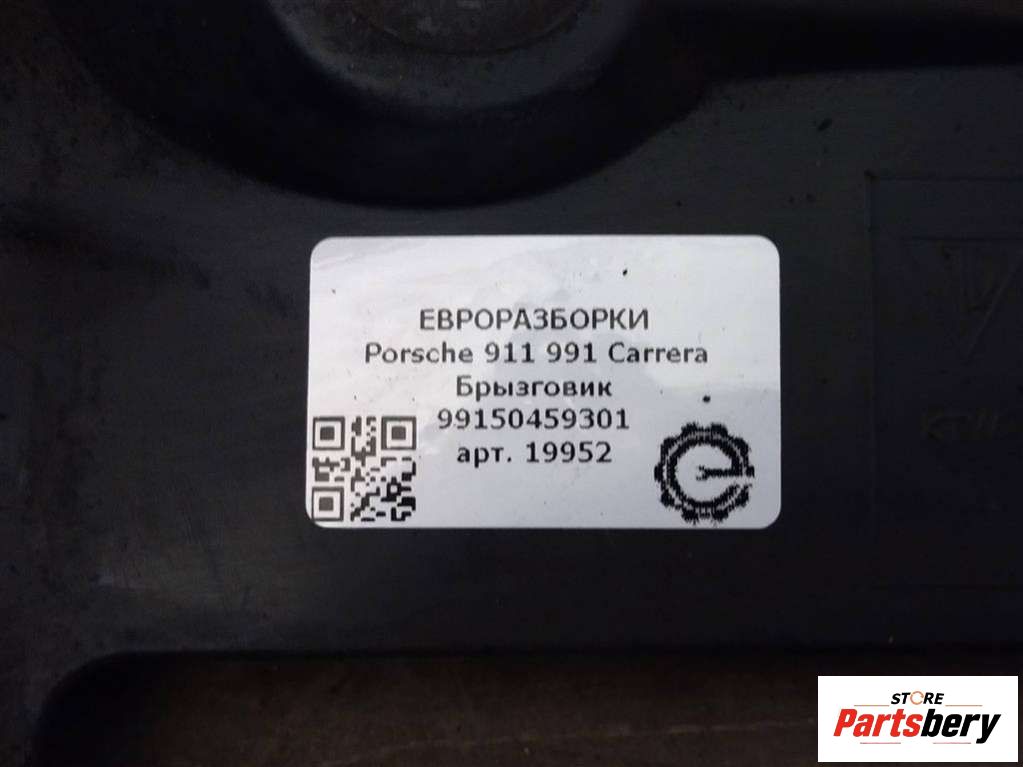 ЕВРОРАЗБОРКИ
Porsche 911 991 Carrera
Брызговик
99150459301
арт. 19952
STORE
Partsbery